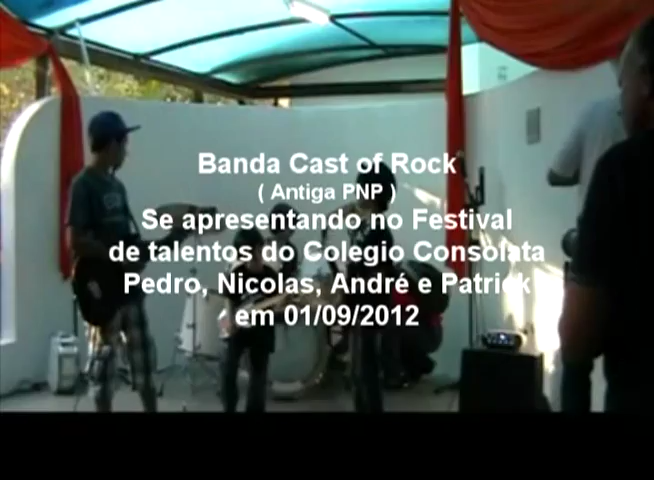 Banda Cast of Rock
( Antiga PNP )
Se apresentando no Festival
de talentos do Colegio Consolata
Pedro, Nicolas, André e Patrick
em 01/09/2012